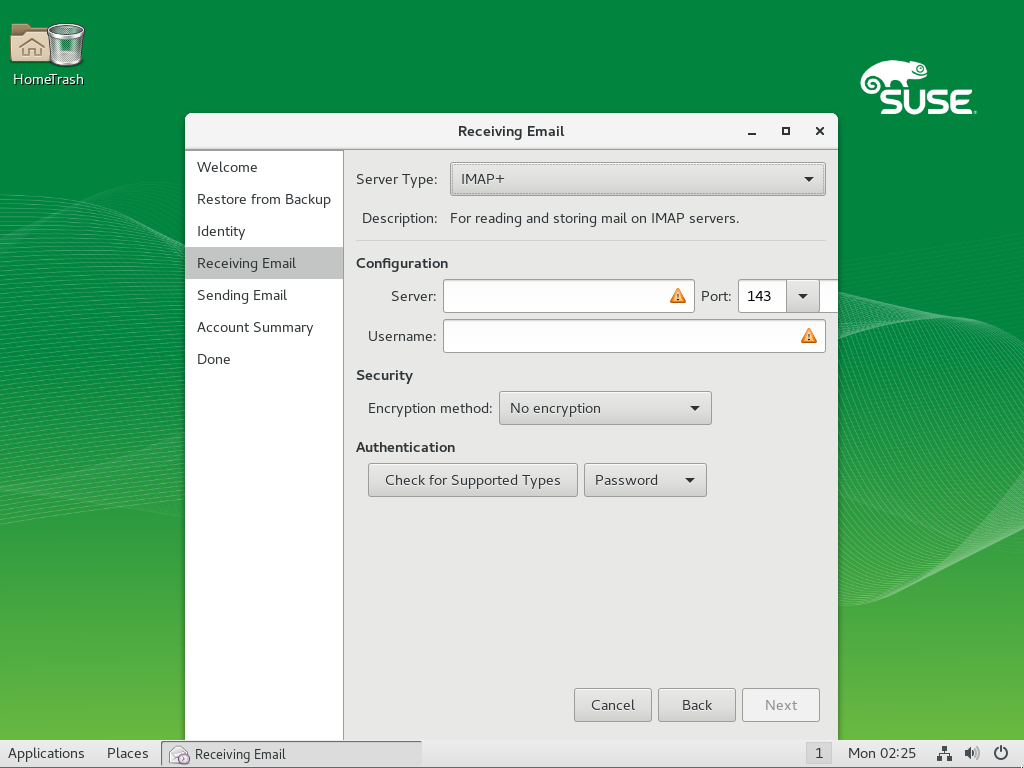 HomeTrash
SUSE
Receiving Email
Welcome
Restore from Backup
Identity
Receiving Email
Sending Email
Account Summary
Done
Server Type: IMAP+
Description: For reading and storing mail on IMAP servers.
Configuration
Server: Port: 143
Username:
Security
Encryption method: No encryption
Authentication
Check for Supported Types Password
Cancel Back Next
Applications Places Receiving Email 1 Mon 02:25